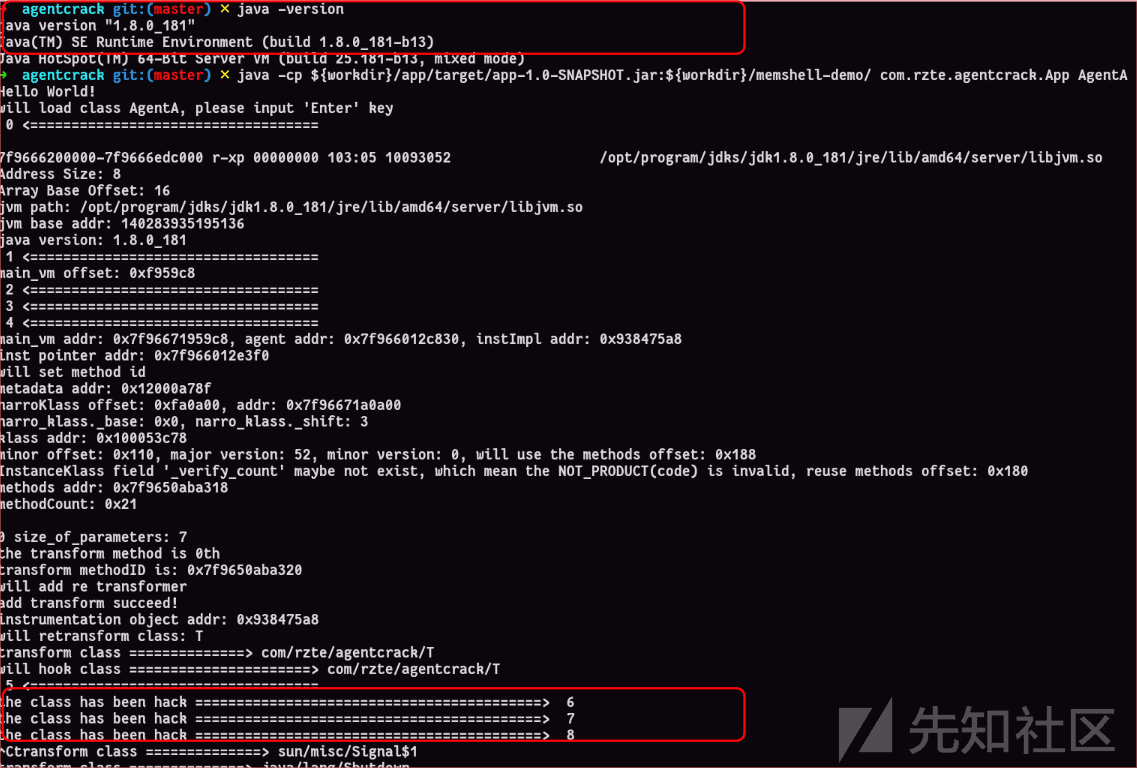 agentcrack git:(master) ✗ java -version
java version "1.8.0_181"
Java(TM) SE Runtime Environment (build 1.8.0_181-b13)
Java HotSpot(TM) 64-Bit Server VM (build 25.181-b13, mixed mode)
→ agentcrack git:(master) ✗ java -cp ${workdir}/app/target/app-1.0-SNAPSHOT.jar:${workdir}/memshell-demo/ com.rzte.agentcrack.App AgentA
Hello World!
will load class AgentA, please input 'Enter' key
0 <===================================
7f9666200000-7f9666edc000 r-xp 00000000 103:05 10093052 /opt/program/jdks/jdk1.8.0_181/jre/lib/amd64/server/libjvm.so
Address Size: 8
Array Base Offset: 16
jvm path: /opt/program/jdks/jdk1.8.0_181/jre/lib/amd64/server/libjvm.so
jvm base addr: 140283935195136
java version: 1.8.0_181
1 <===================================
main_vm offset: 0xf959c8
2 <===================================
3 <===================================
4 <===================================
main_vm addr: 0x7f96671959c8, agent addr: 0x7f966012c830, instImpl addr: 0x938475a8
inst pointer addr: 0x7f966012e3f0
will set method id
metadata addr: 0x12000a78f
narroKlass offset: 0xfa0a00, addr: 0x7f96671a0a00
narro_klass._base: 0x0, narro_klass._shift: 3
klass addr: 0x100053c78
minor offset: 0x110, major version: 52, minor version: 0, will use the methods offset: 0x188
InstanceKlass field '_verify_count' maybe not exist, which mean the NOT_PRODUCT(code) is invalid, reuse methods offset: 0x180
methods addr: 0x7f9650aba318
methodCount: 0x21
0 size_of_parameters: 7
the transform method is 0th
transform methodID is: 0x7f9650aba320
will add re transformer
add transform succeed!
instrumentation object addr: 0x938475a8
will retransform class: T
transform class ==============> com/rzte/agentcrack/T
will hook class ======================> com/rzte/agentcrack/T
5 <===================================
the class has been hack ==========================================> 6
the class has been hack ==========================================> 7
the class has been hack ==========================================> 8
^Ctransform class ==============> sun/misc/Signal$1
transform class ==============> java/lang/Shutdown
先知社区